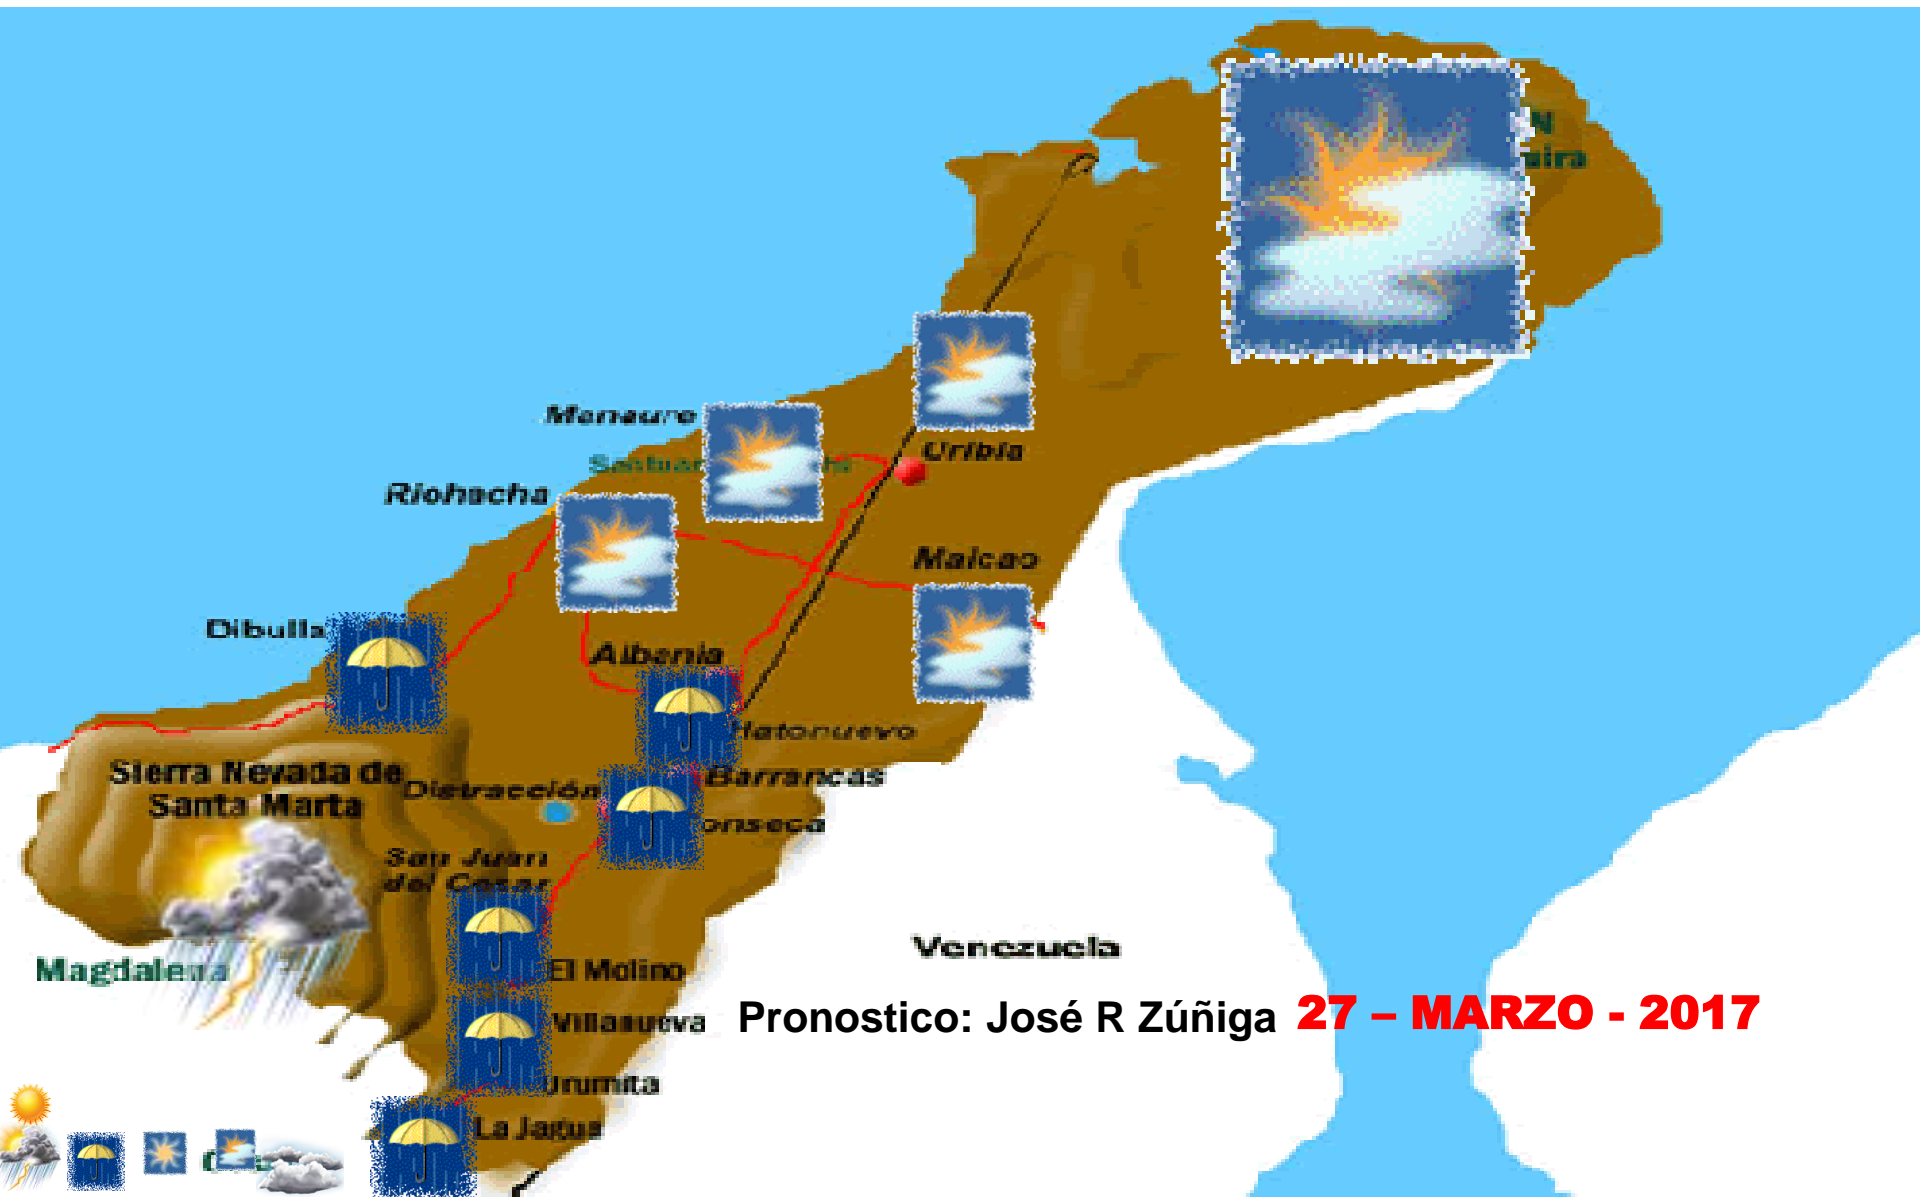 N
Manaure
Uribia
Riohacha
Maicao
Dibulla
Albania
Hatonuevo
Sierra Nevada de
Santa Marta
Distracción
Barrancas
San Juan
del Cesar
Magdalena
El Molino
Venezuela
Villanueva
Pronostico: José R Zúñiga 27 – MARZO - 2017
Urumita
La Jagua